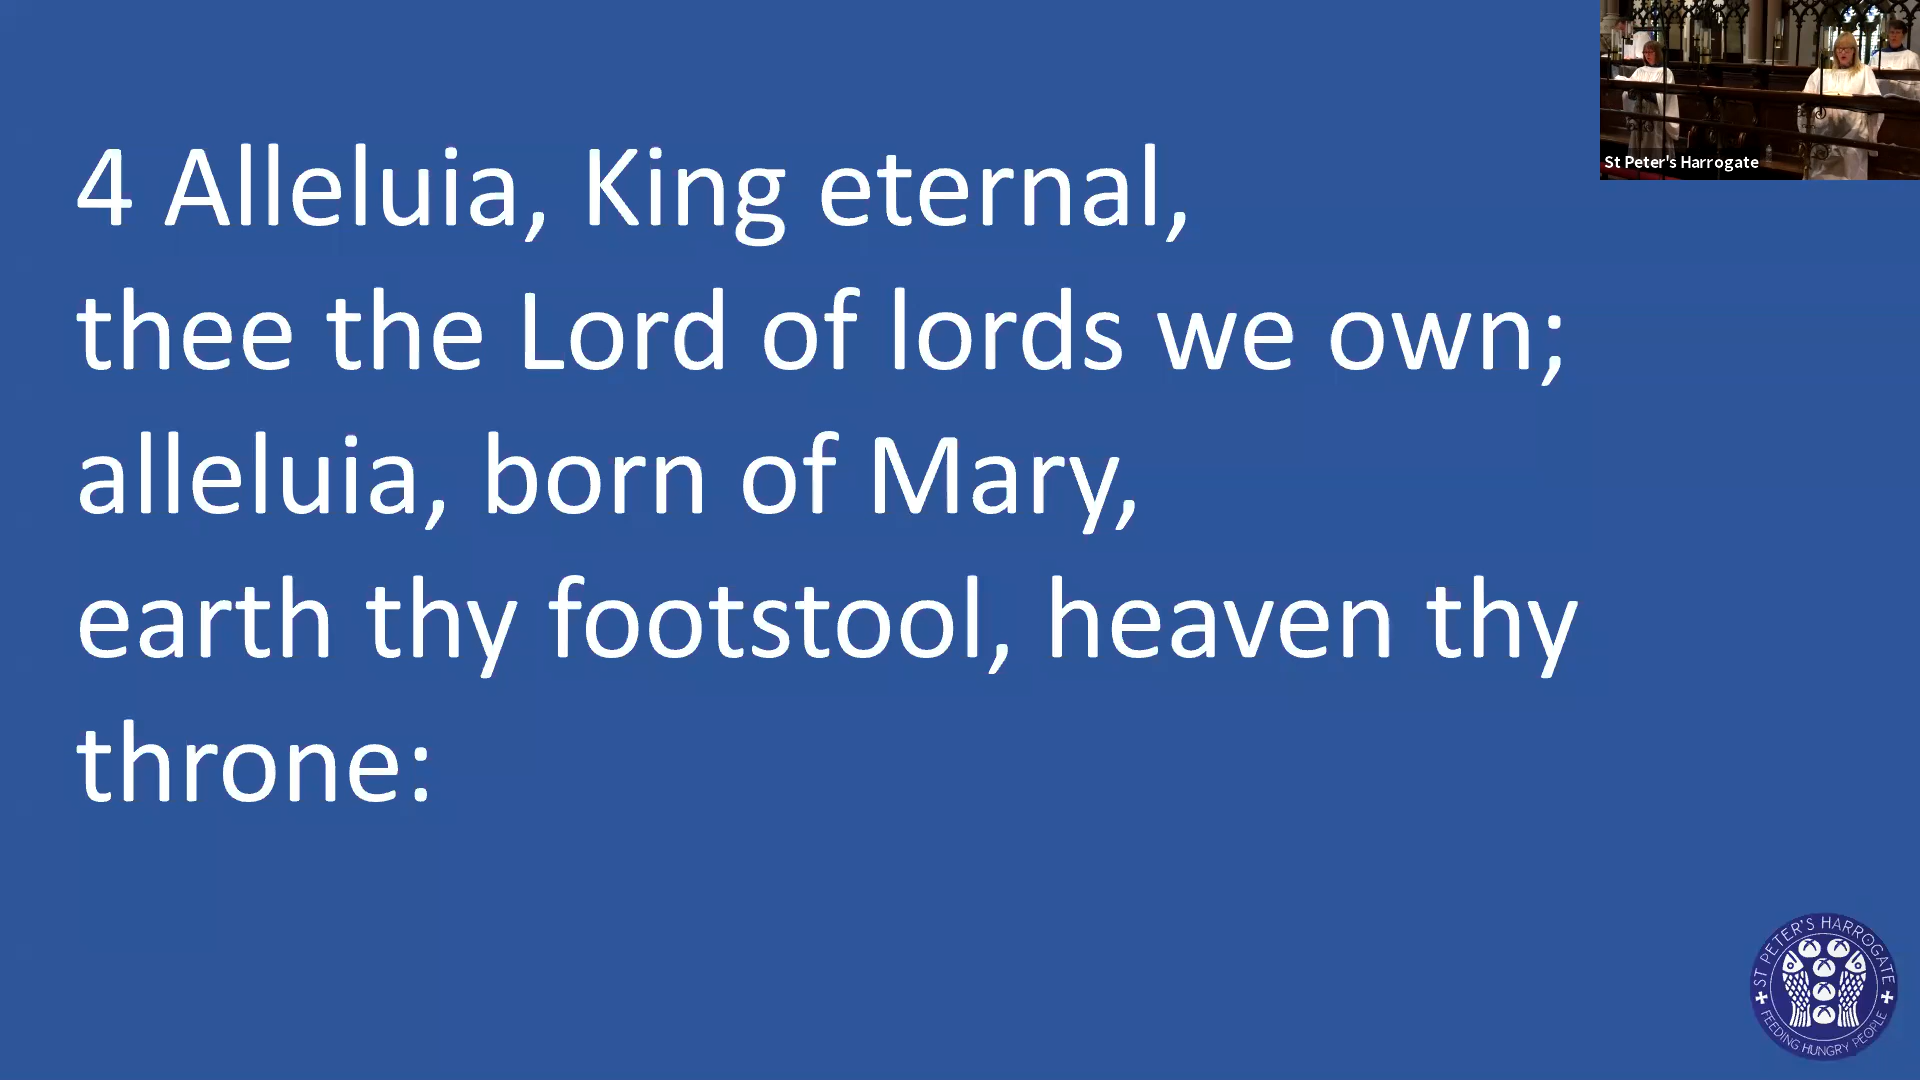 4 Alleluia, King eternal,
thee the Lord of lords we own;
alleluia, born of Mary,
earth thy footstool, heaven thy
throne:
St Peter's Harrogate
ST PETER'S HARROGATE
FEEDING HUNGRY PEOPLE